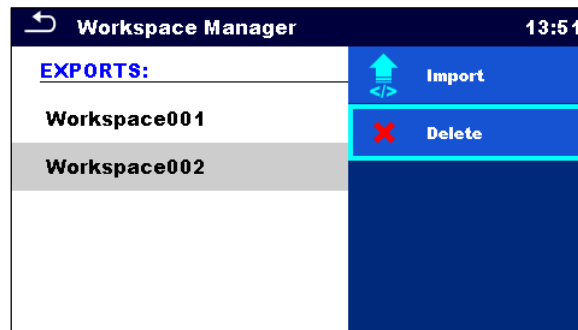 Workspace Manager 13:51
EXPORTS:
Import
</>
Workspace001
Delete
Workspace002